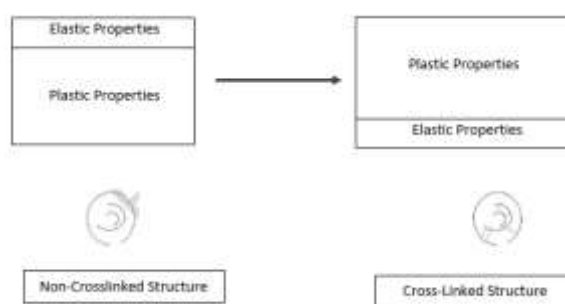 Elastic Properties
Plastic Properties
Plastic Properties
Elastic Properties
Non-Crosslinked Structure
Cross-Linked Structure